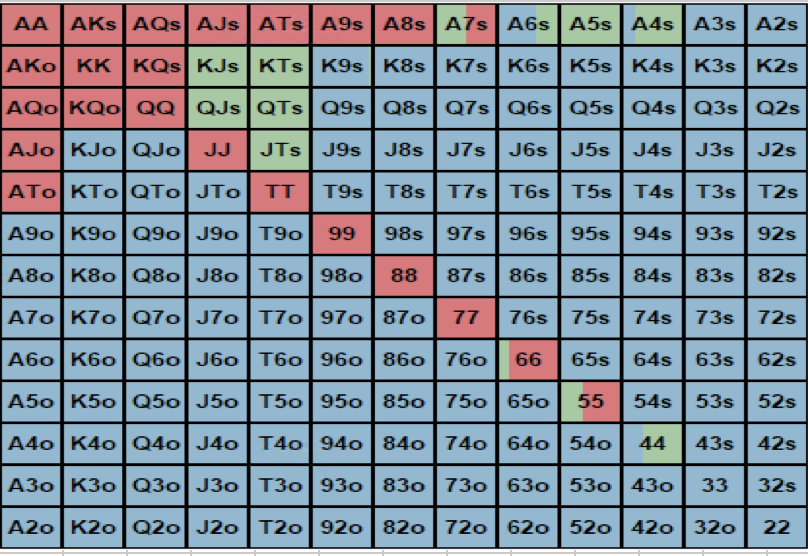 AA AKs AQs AJs ATs A9s A8s A7s A6s A5s A4s A3s A2s
AKo KK KQs KJs KTs K9s K8s K7s K6s K5s K4s K3s K2s
AQo KQo QQ QJs QTs Q9s Q8s Q7s Q6s Q5s Q4s Q3s Q2s
AJo KJo QJo JJ JTs J9s J8s J7s J6s J5s J4s J3s J2s
ATo KTo QTo JTo TT T9s T8s T7s T6s T5s T4s T3s T2s
A9o K9o Q9o J9o T9o 99 98s 97s 96s 95s 94s 93s 92s
A8o K8o Q8o J8o T8o 98o 88 87s 86s 85s 84s 83s 82s
A7o K7o Q7o J7o T7o 97o 87o 77 76s 75s 74s 73s 72s
A6o K6o Q6o J6o T6o 96o 86o 76o 66 65s 64s 63s 62s
A5o K5o Q5o J5o T5o 95o 85o 75o 65o 55 54s 53s 52s
A4o K4o Q4o J4o T4o 94o 84o 74o 64o 54o 44 43s 42s
A3o K3o Q3o J3o T3o 93o 83o 73o 63o 53o 43o 33 32s
A2o K2o Q2o J2o T2o 92o 82o 72o 62o 52o 42o 32o 22